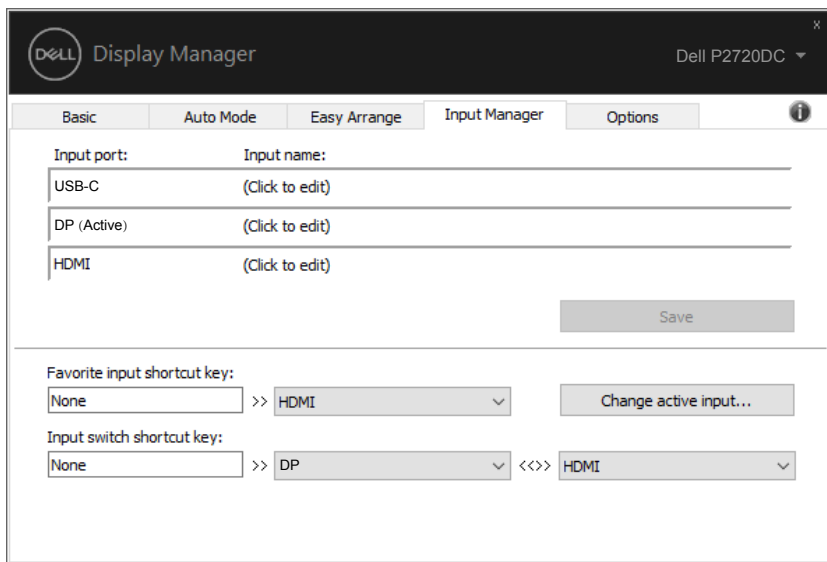 x
DELL Display Manager Dell P2720DC
Basic Auto Mode Easy Arrange Input Manager Options i
Input port: Input name:
USB-C (Click to edit)
DP (Active) (Click to edit)
HDMI (Click to edit)
Save
Favorite input shortcut key:
None >> HDMI Change active input...
Input switch shortcut key:
None >> DP <<>> HDMI